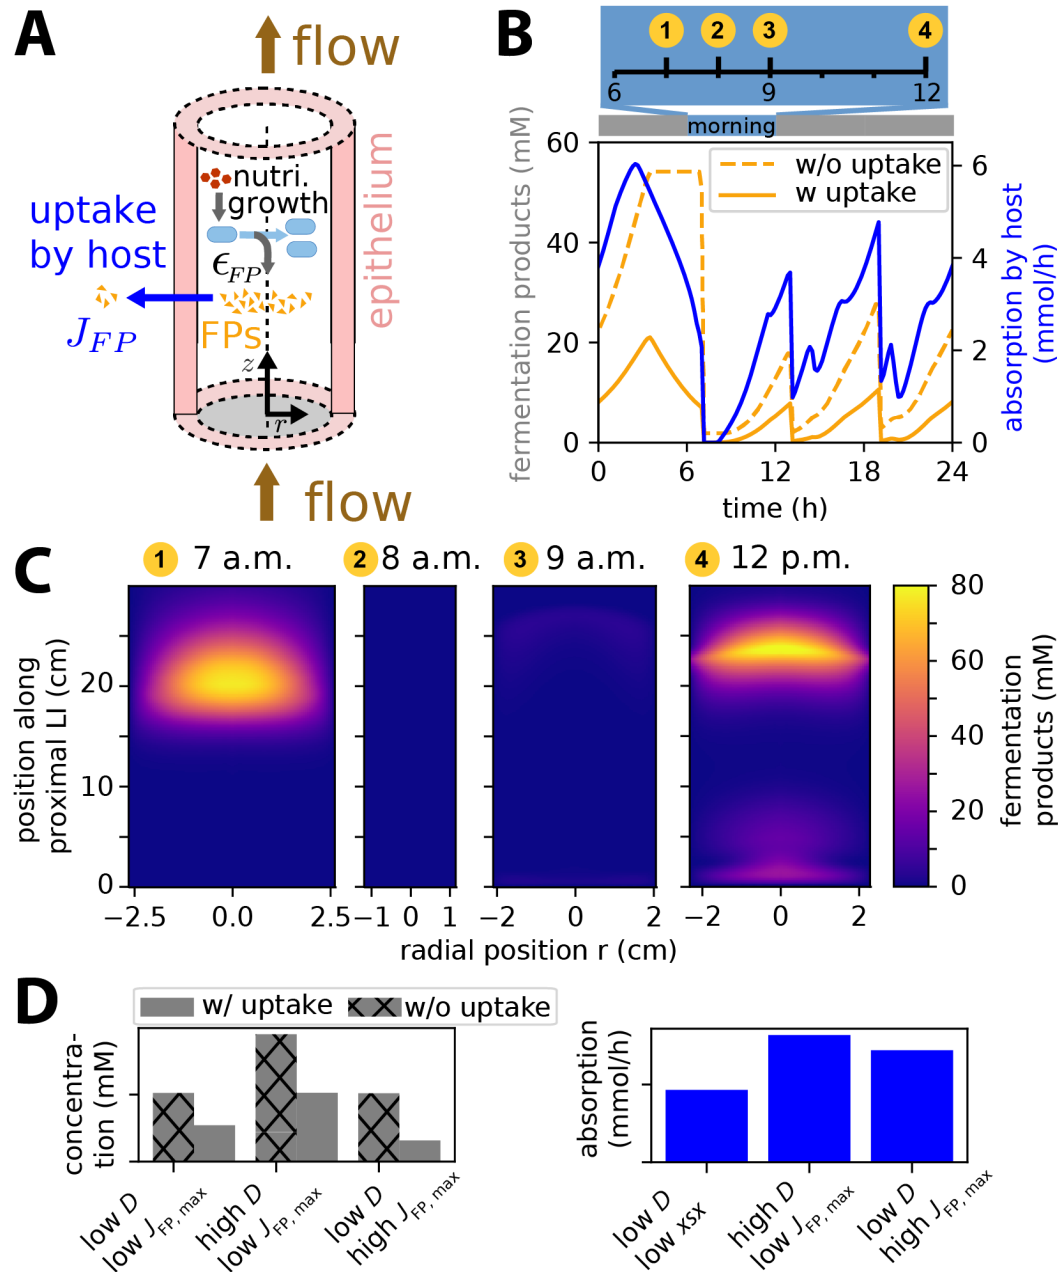 A
flow
nutri.
growth
uptake
by host
ϵFP
JFP
FPs
epithelium
z
r
flow
B
1 2 3 4
6 9 12
morning
fermentation products (mM)
60
40
20
0
w/o uptake
w uptake
6
4
2
0
absorption by host
(mmol/h)
0 6 12 18 24
time (h)
C
1 7 a.m.
2 8 a.m.
3 9 a.m.
4 12 p.m.
position along
proximal LI (cm)
20
10
0
−2.5 0.0 2.5
−1 0 1
−2 0 2
−2 0 2
radial position r (cm)
80
60
40
20
0
fermentation
products (mM)
D
w/ uptake w/o uptake
concentra-
tion (mM)
low D
low JFP, max
high D
low JFP, max
low D
high JFP, max
absorption
(mmol/h)
low D
low xsx
high D
low JFP, max
low D
high JFP, max